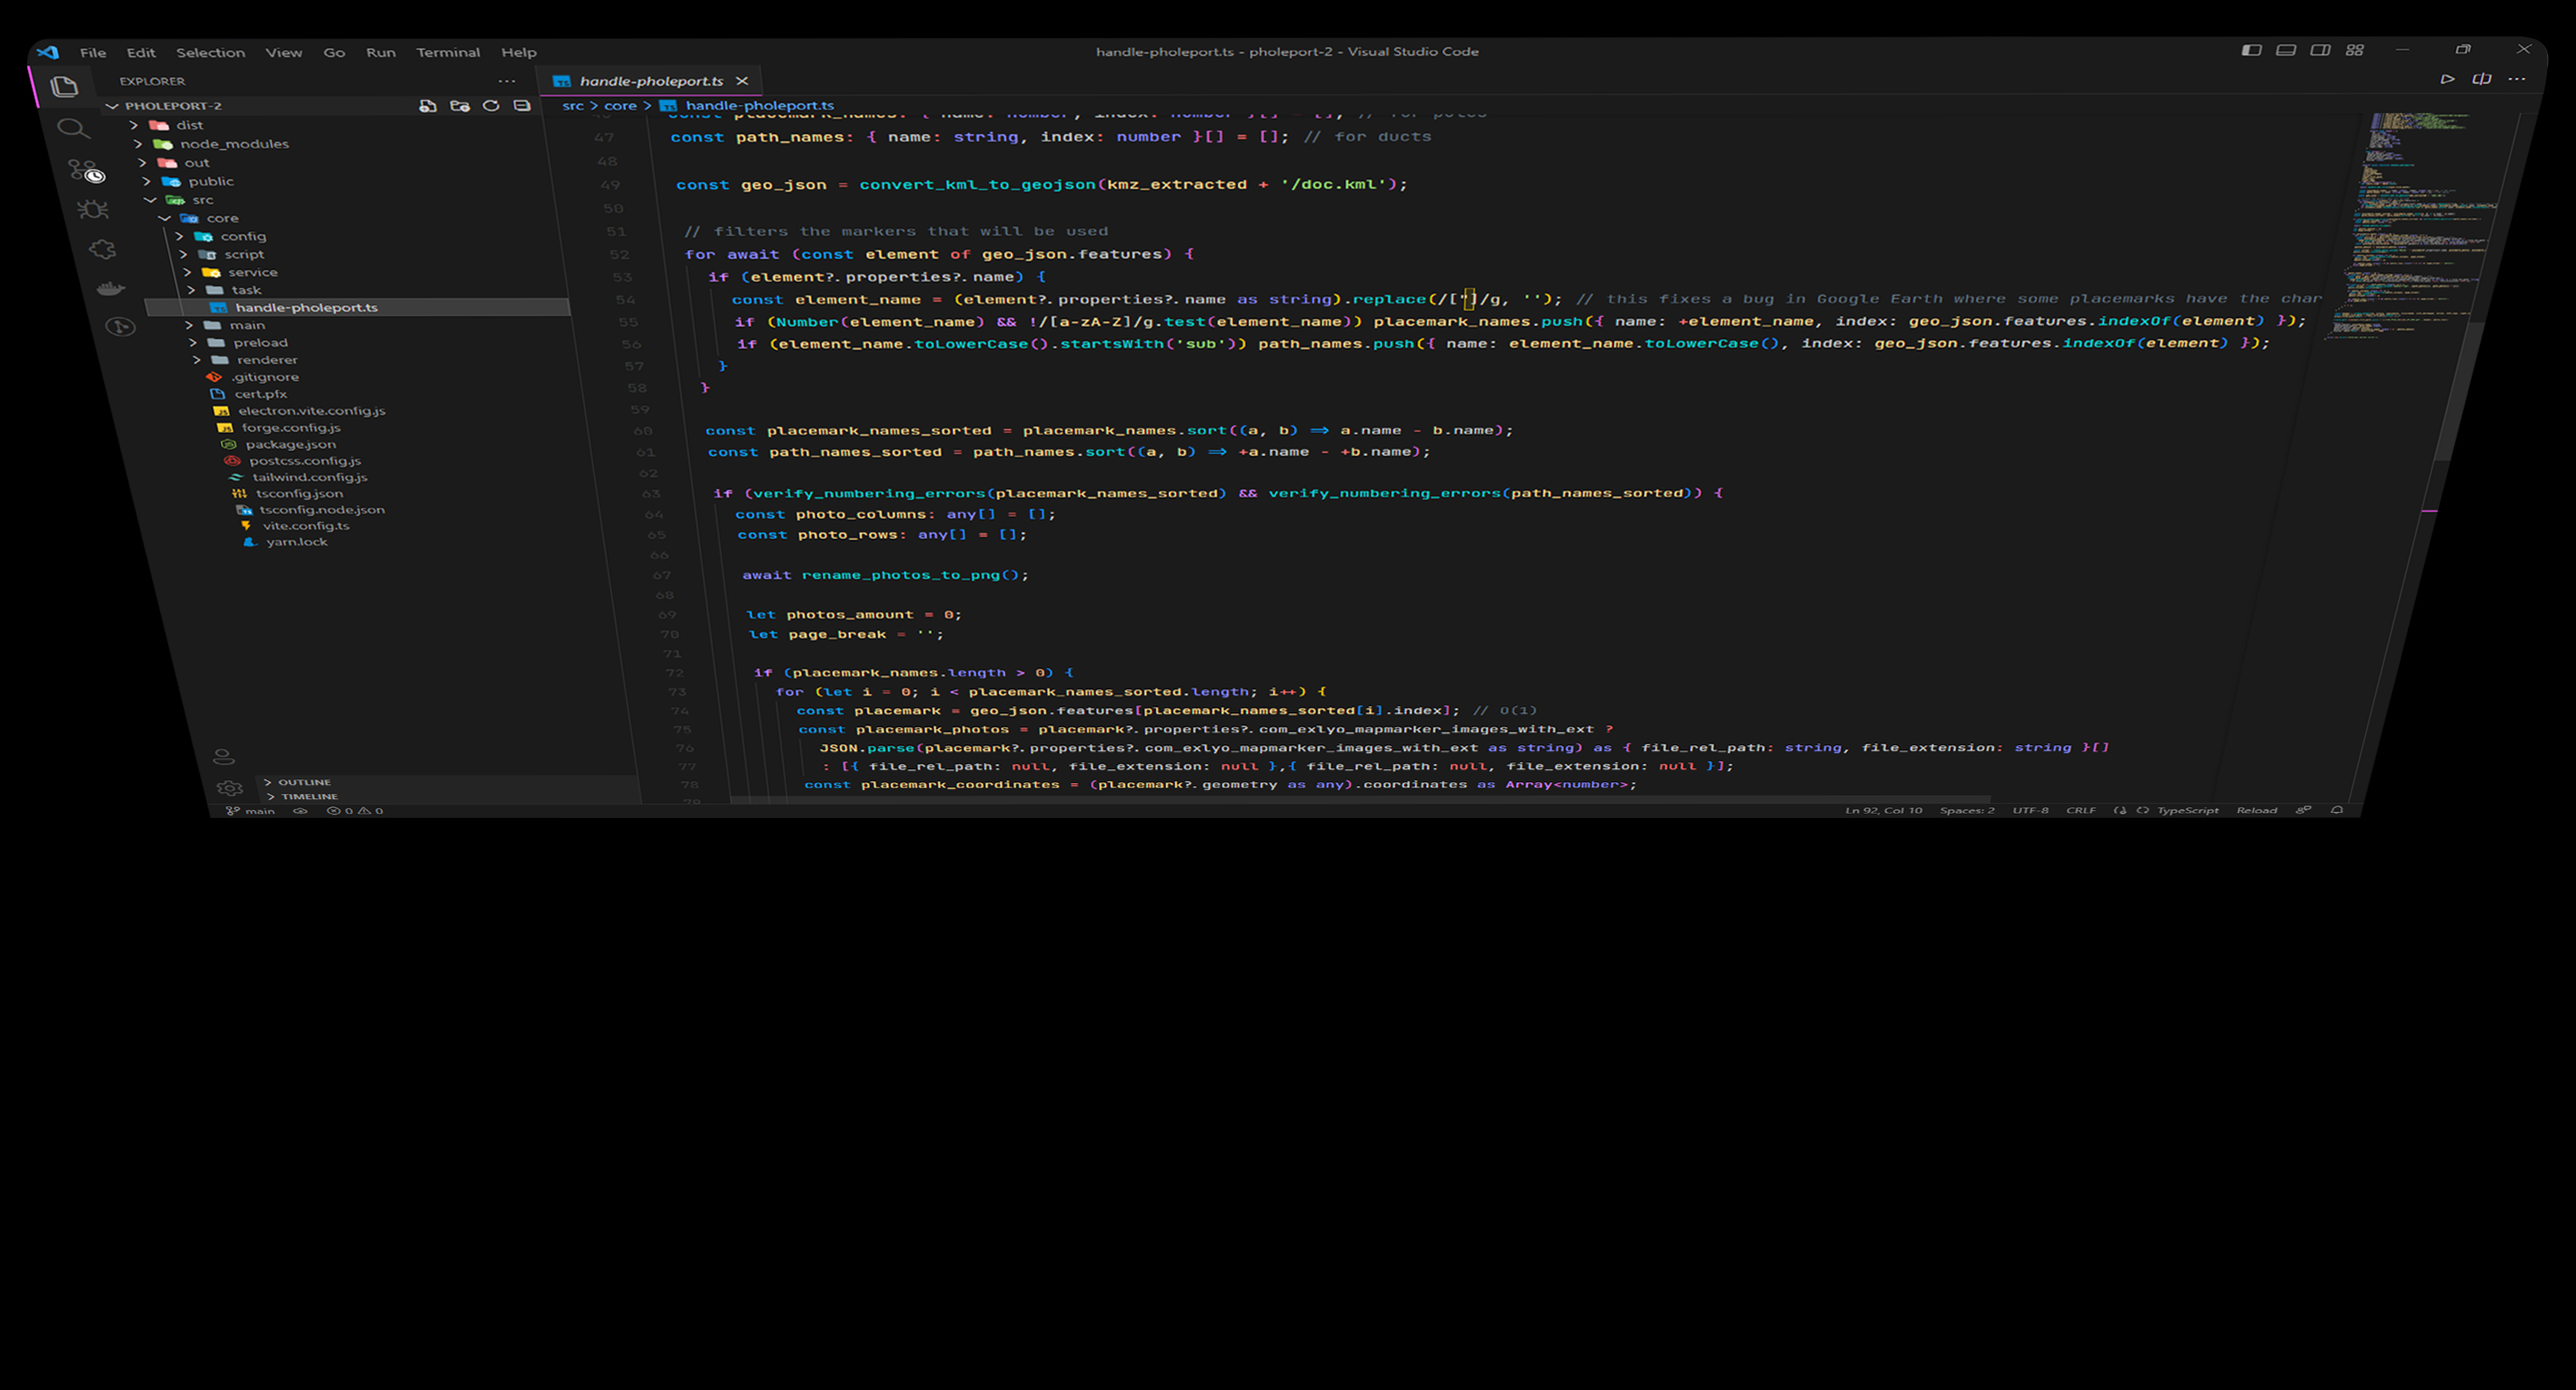 File Edit Selection View Go Run Terminal Help
handle-pholeport.ts - pholeport-2 - Visual Studio Code
EXPLORER
PHOLEPORT-2
dist
node_modules
out
public
src
core
config
script
service
task
handle-pholeport.ts
main
preload
renderer
.gitignore
cert.pfx
electron.vite.config.js
forge.config.js
package.json
postcss.config.js
tailwind.config.js
tsconfig.json
tsconfig.node.json
vite.config.ts
yarn.lock
OUTLINE
TIMELINE
handle-pholeport.ts
src > core > handle-pholeport.ts
47 const path_names: { name: string, index: number }[] = []; // for ducts
48
49 const geo_json = convert_kml_to_geojson(kmz_extracted + '/doc.kml');
50
51 // filters the markers that will be used
52 for await (const element of geo_json.features) {
53 if (element?.properties?.name) {
54 const element_name = (element?.properties?.name as string).replace(/["]/g, ''); // this fixes a bug in Google Earth where some placemarks have the char
55 if (Number(element_name) && !/[a-zA-Z]/g.test(element_name)) placemark_names.push({ name: +element_name, index: geo_json.features.indexOf(element) });
56 if (element_name.toLowerCase().startsWith('sub')) path_names.push({ name: element_name.toLowerCase(), index: geo_json.features.indexOf(element) });
57 }
58 }
59
60 const placemark_names_sorted = placemark_names.sort((a, b) => a.name - b.name);
61 const path_names_sorted = path_names.sort((a, b) => +a.name - +b.name);
62
63 if (verify_numbering_errors(placemark_names_sorted) && verify_numbering_errors(path_names_sorted)) {
64 const photo_columns: any[] = [];
65 const photo_rows: any[] = [];
66
67 await rename_photos_to_png();
68
69 let photos_amount = 0;
70 let page_break = '';
71
72 if (placemark_names.length > 0) {
73 for (let i = 0; i < placemark_names_sorted.length; i++) {
74 const placemark = geo_json.features[placemark_names_sorted[i].index]; // O(1)
75 const placemark_photos = placemark?.properties?.com_exlyo_mapmarker_images_with_ext ?
76 JSON.parse(placemark?.properties?.com_exlyo_mapmarker_images_with_ext as string) as { file_rel_path: string, file_extension: string }[]
77 : [{ file_rel_path: null, file_extension: null },{ file_rel_path: null, file_extension: null }];
78 const placemark_coordinates = (placemark?.geometry as any).coordinates as Array<number>;
main 0 0 Ln 92, Col 10 Spaces: 2 UTF-8 CRLF TypeScript Reload